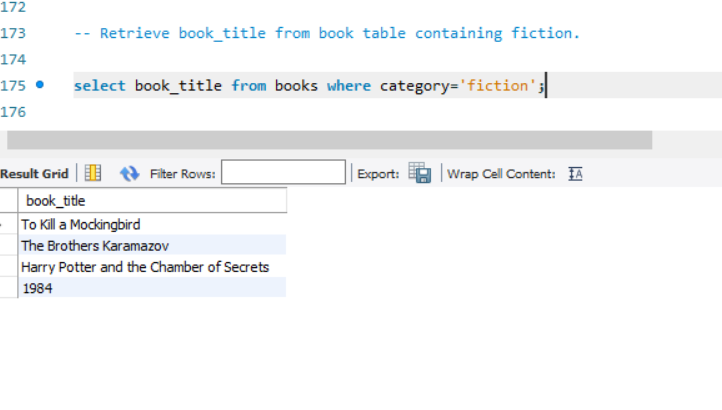 172
173 -- Retrieve book_title from book table containing fiction.
174
175 select book_title from books where category='fiction';
176
Result Grid Filter Rows: Export: Wrap Cell Content: IA
book_title
To Kill a Mockingbird
The Brothers Karamazov
Harry Potter and the Chamber of Secrets
1984